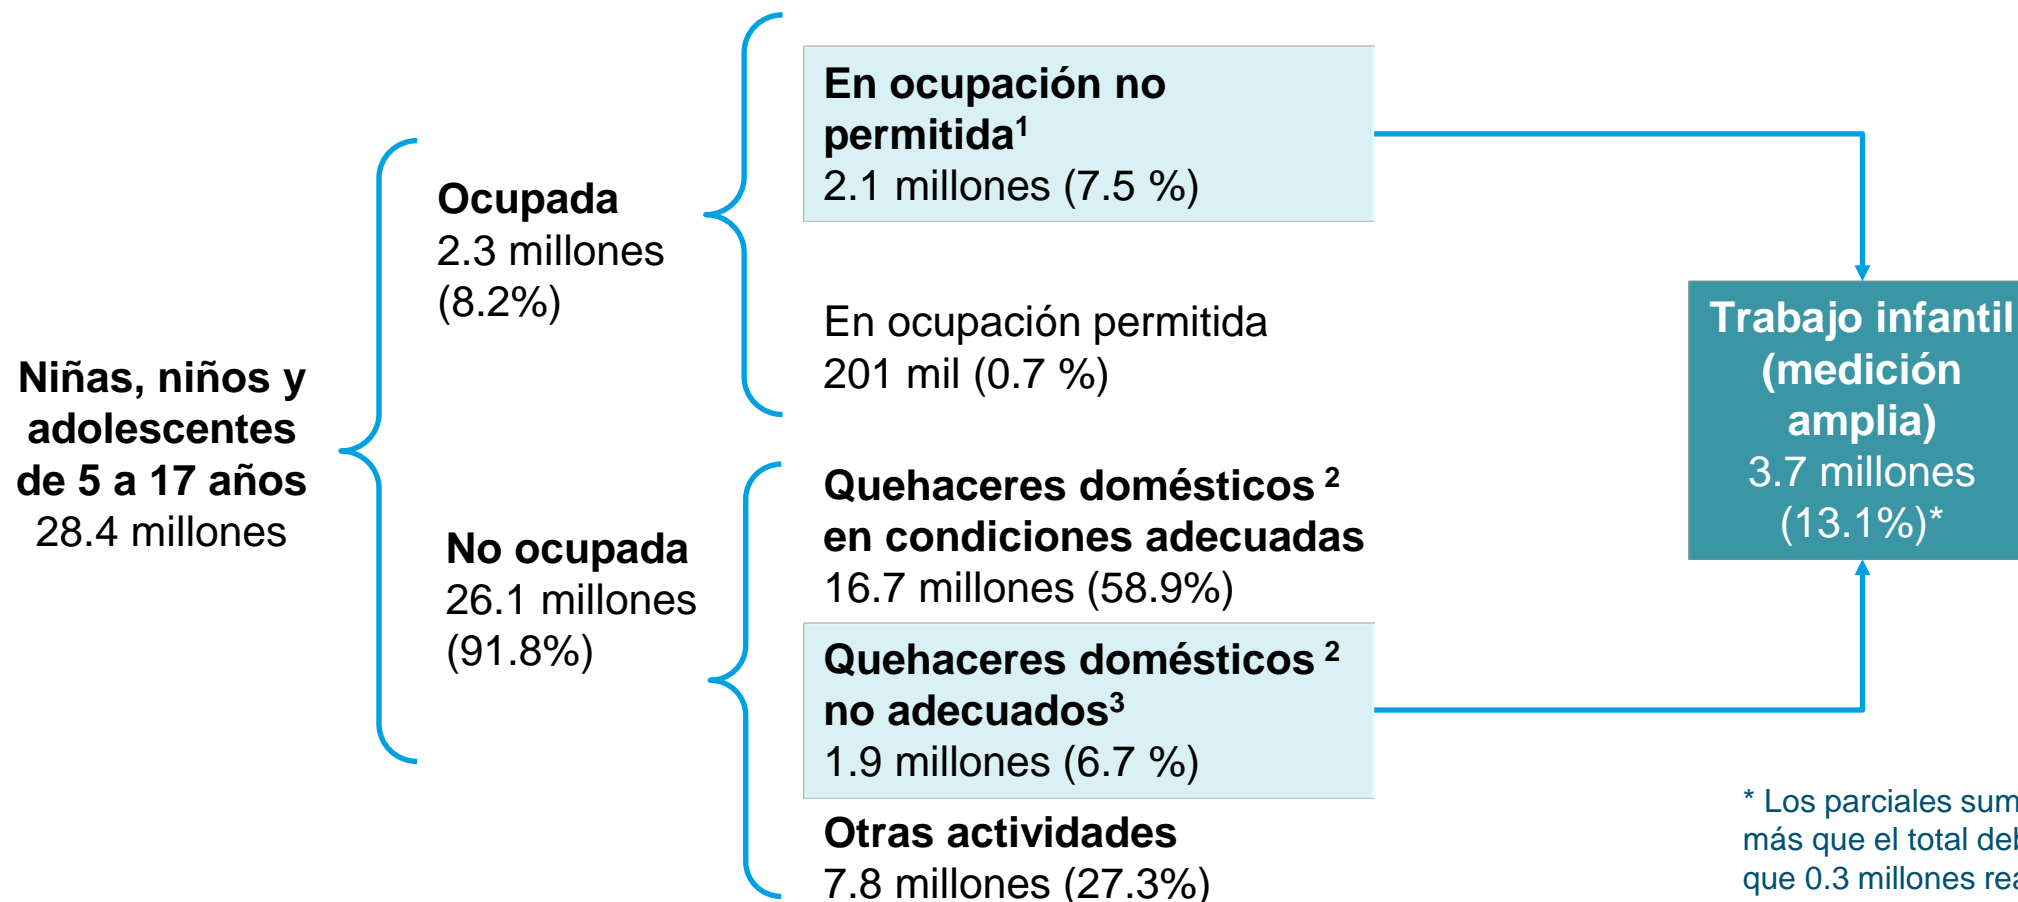 Niñas, niños y
adolescentes
de 5 a 17 años
28.4 millones
Ocupada
2.3 millones
(8.2%)
No ocupada
26.1 millones
(91.8%)
En ocupación no
permitida¹
2.1 millones (7.5 %)
En ocupación permitida
201 mil (0.7 %)
Quehaceres domésticos ²
en condiciones adecuadas
16.7 millones (58.9%)
Quehaceres domésticos ²
no adecuados³
1.9 millones (6.7 %)
Otras actividades
7.8 millones (27.3%)
Trabajo infantil
(medición
amplia)
3.7 millones
(13.1%)*
* Los parciales
más que el total
que 0.3 millones